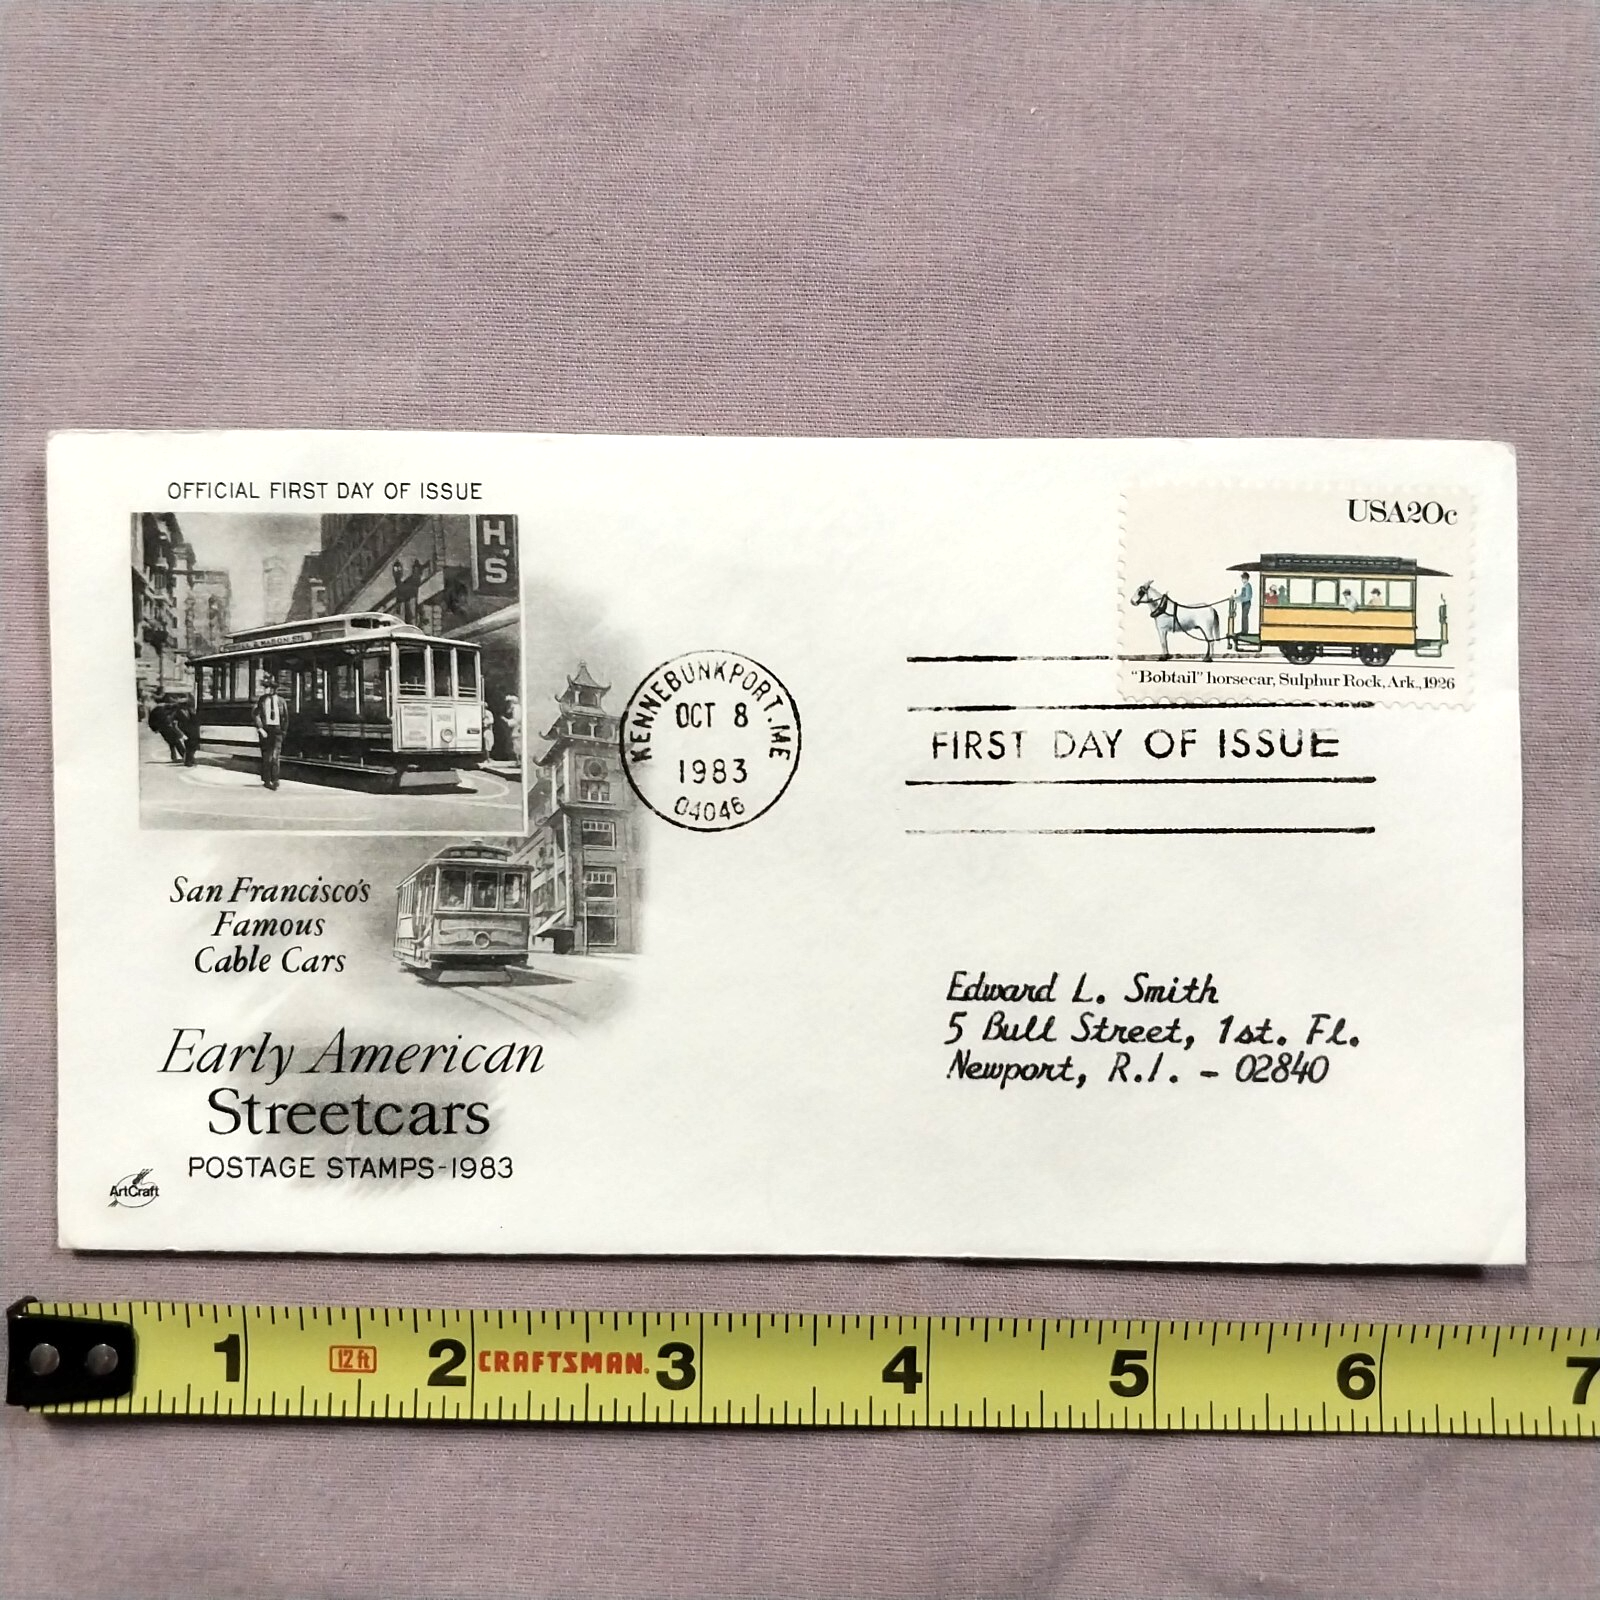 OFFICIAL FIRST DAY OF ISSUE
H'S
USA20c
"Bobtail" horsecar, Sulphur Rock, Ark., 1926
KENNEBUNKPORT. ME
OCT 8
1983
04046
FIRST DAY OF ISSUE
San Francisco's
Famous
Cable Cars
Early American
Streetcars
POSTAGE STAMPS-1983
ArtCraft
Edward L. Smith
5 Bull Street, 1st. Fl.
Newport, R.I. - 02840
1 12 ft 2 CRAFTSMAN. 3 4 5 6 7